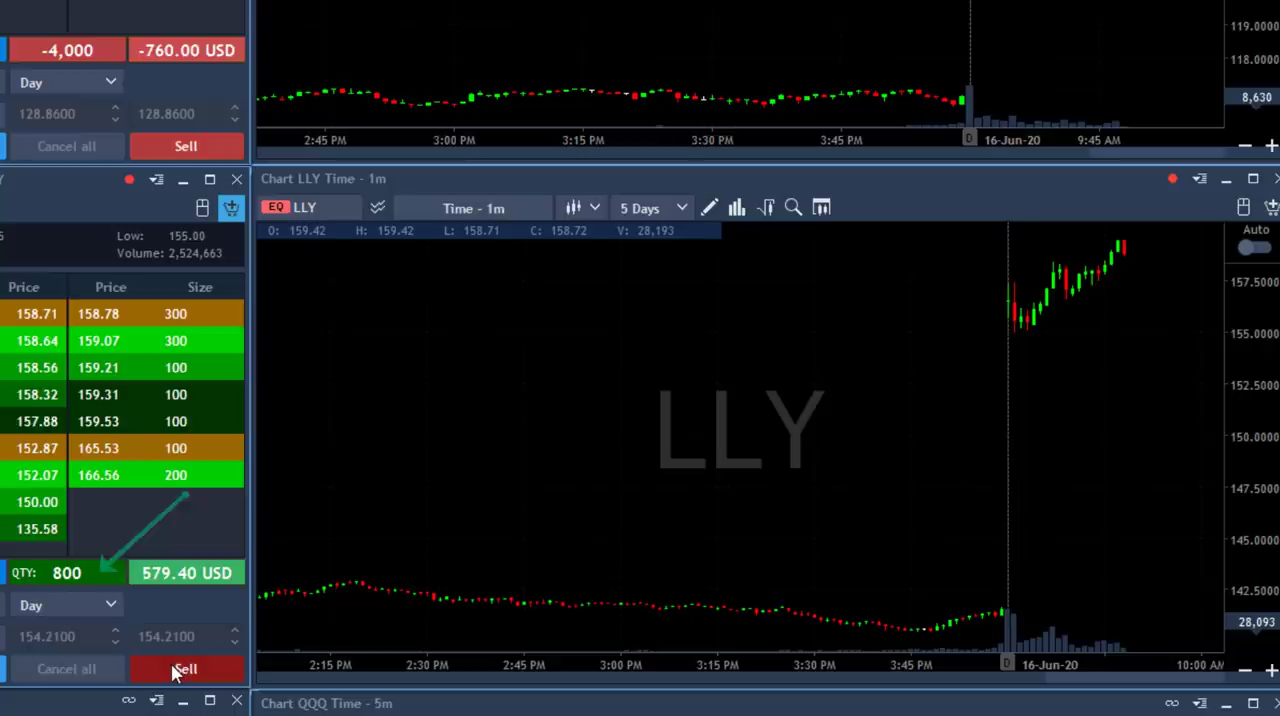 -4,000 -760.00 USD
Day
128.8600 128.8600
Cancel all Sell
119.0000
118.0000
8,630
2:45 PM 3:00 PM 3:15 PM 3:30 PM 3:45 PM D 16-Jun-20 9:45 AM
Chart LLY Time - 1m
EQ LLY Time - 1m 5 Days
O: 159.42 H: 159.42 L: 158.71 C: 158.72 V: 28,193
Auto
Low: 155.00
Volume: 2,524,663
Price Price Size
158.71 158.78 300
158.64 159.07 300
158.56 159.21 100
158.32 159.31 100
157.88 159.53 100
152.87 165.53 100
152.07 166.56 200
150.00
135.58
QTY: 800 579.40 USD
Day
154.2100 154.2100
Cancel all Sell
LLY
157.5000
155.0000
152.5000
150.0000
147.5000
145.0000
142.5000
28,093
2:15 PM 2:30 PM 2:45 PM 3:00 PM 3:15 PM 3:30 PM 3:45 PM D 16-Jun-20 10:00 AM
Chart QQQ Time - 5m